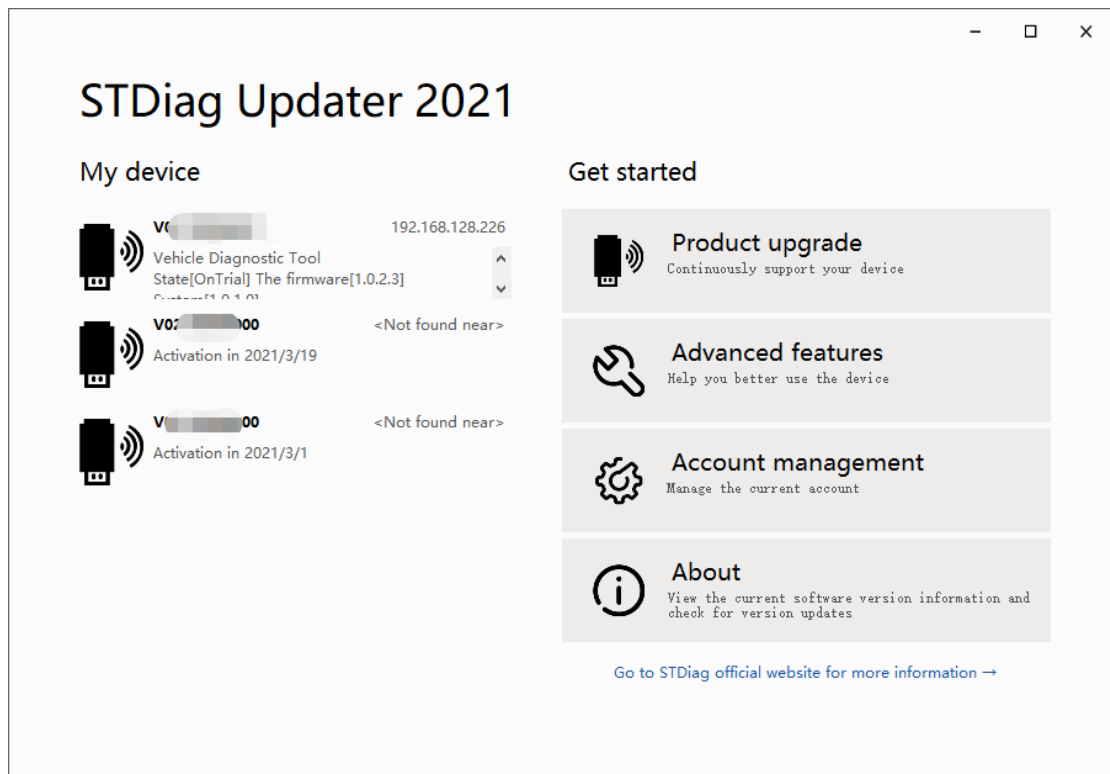 STDiag Updater 2021
My device
192.168.128.226
Vehicle Diagnostic Tool
State[OnTrial] The firmware[1.0.2.3]
<Not found near>
Activation in 2021/3/19
<Not found near>
Activation in 2021/3/1
Get started
Product upgrade
Continuously support your device
Advanced features
Help you better use the device
Account management
Manage the current account
About
View the current software version information and
check for version updates
Go to STDiag official website for more information →